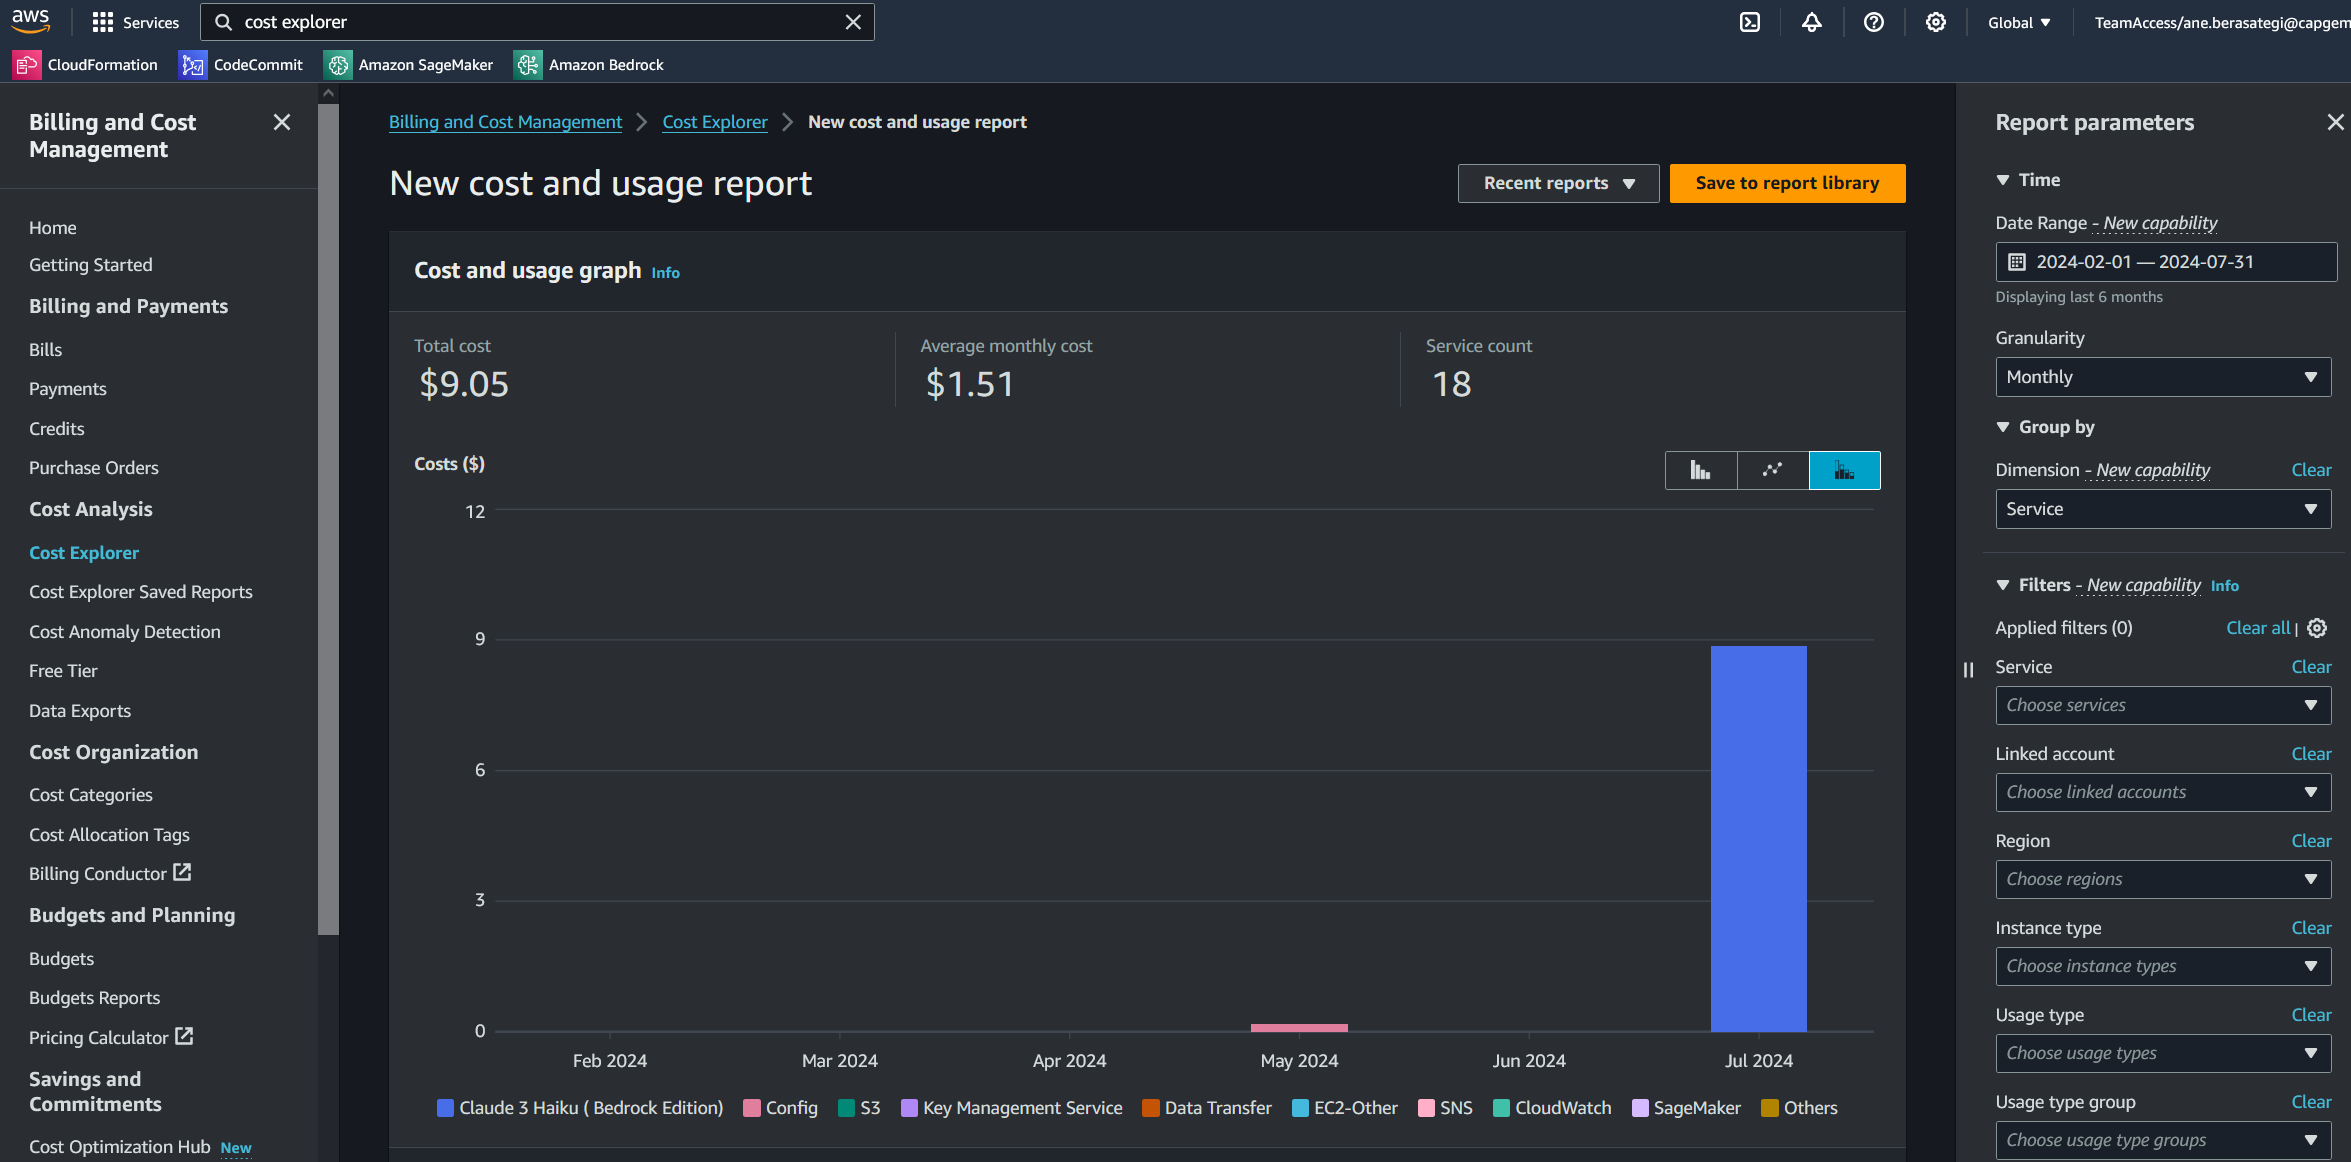 aws
Services
cost explorer
Global
TeamAccess/ane.berasategi@capgem
CloudFormation
CodeCommit
Amazon SageMaker
Amazon Bedrock
Billing and Cost
Management
Home
Getting Started
Billing and Payments
Bills
Payments
Credits
Purchase Orders
Cost Analysis
Cost Explorer
Cost Explorer Saved Reports
Cost Anomaly Detection
Free Tier
Data Exports
Cost Organization
Cost Categories
Cost Allocation Tags
Billing Conductor
Budgets and Planning
Budgets
Budgets Reports
Pricing Calculator
Savings and
Commitments
Cost Optimization Hub New
Billing and Cost Management
Cost Explorer
New cost and usage report
New cost and usage report
Recent reports
Save to report library
Cost and usage graph Info
Total cost
$9.05
Average monthly cost
$1.51
Service count
18
Costs ($)
12
9
6
3
0
Feb 2024
Mar 2024
Apr 2024
May 2024
Jun 2024
Jul 2024
Claude 3 Haiku ( Bedrock Edition)
Config
S3
Key Management Service
Data Transfer
EC2-Other
SNS
CloudWatch
SageMaker
Others
Report parameters
Time
Date Range - New capability
2024-02-01 — 2024-07-31
Displaying last 6 months
Granularity
Monthly
Group by
Dimension - New capability
Clear
Service
Filters - New capability Info
Applied filters (0)
Clear all |
Service
Clear
Choose services
Linked account
Clear
Choose linked accounts
Region
Clear
Choose regions
Instance type
Clear
Choose instance types
Usage type
Clear
Choose usage types
Usage type group
Clear
Choose usage type groups